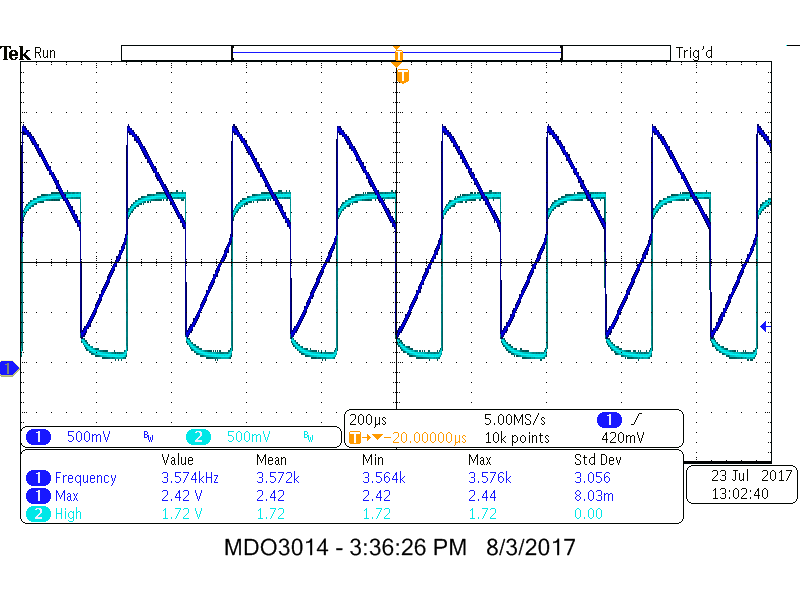 Tek Run Trig'd
T
T
1
200µs 5.00MS/s 1 /
1 500mV BW 2 500mV BW T→▼−20.00000µs 10k points 420mV
Value Mean Min Max Std Dev
1 Frequency 3.574kHz 3.572k 3.564k 3.576k 3.056
1 Max 2.42 V 2.42 2.42 2.44 8.03m
2 High 1.72 V 1.72 1.72 1.72 0.00
23 Jul 2017
13:02:40
MDO3014 - 3:36:26 PM 8/3/2017